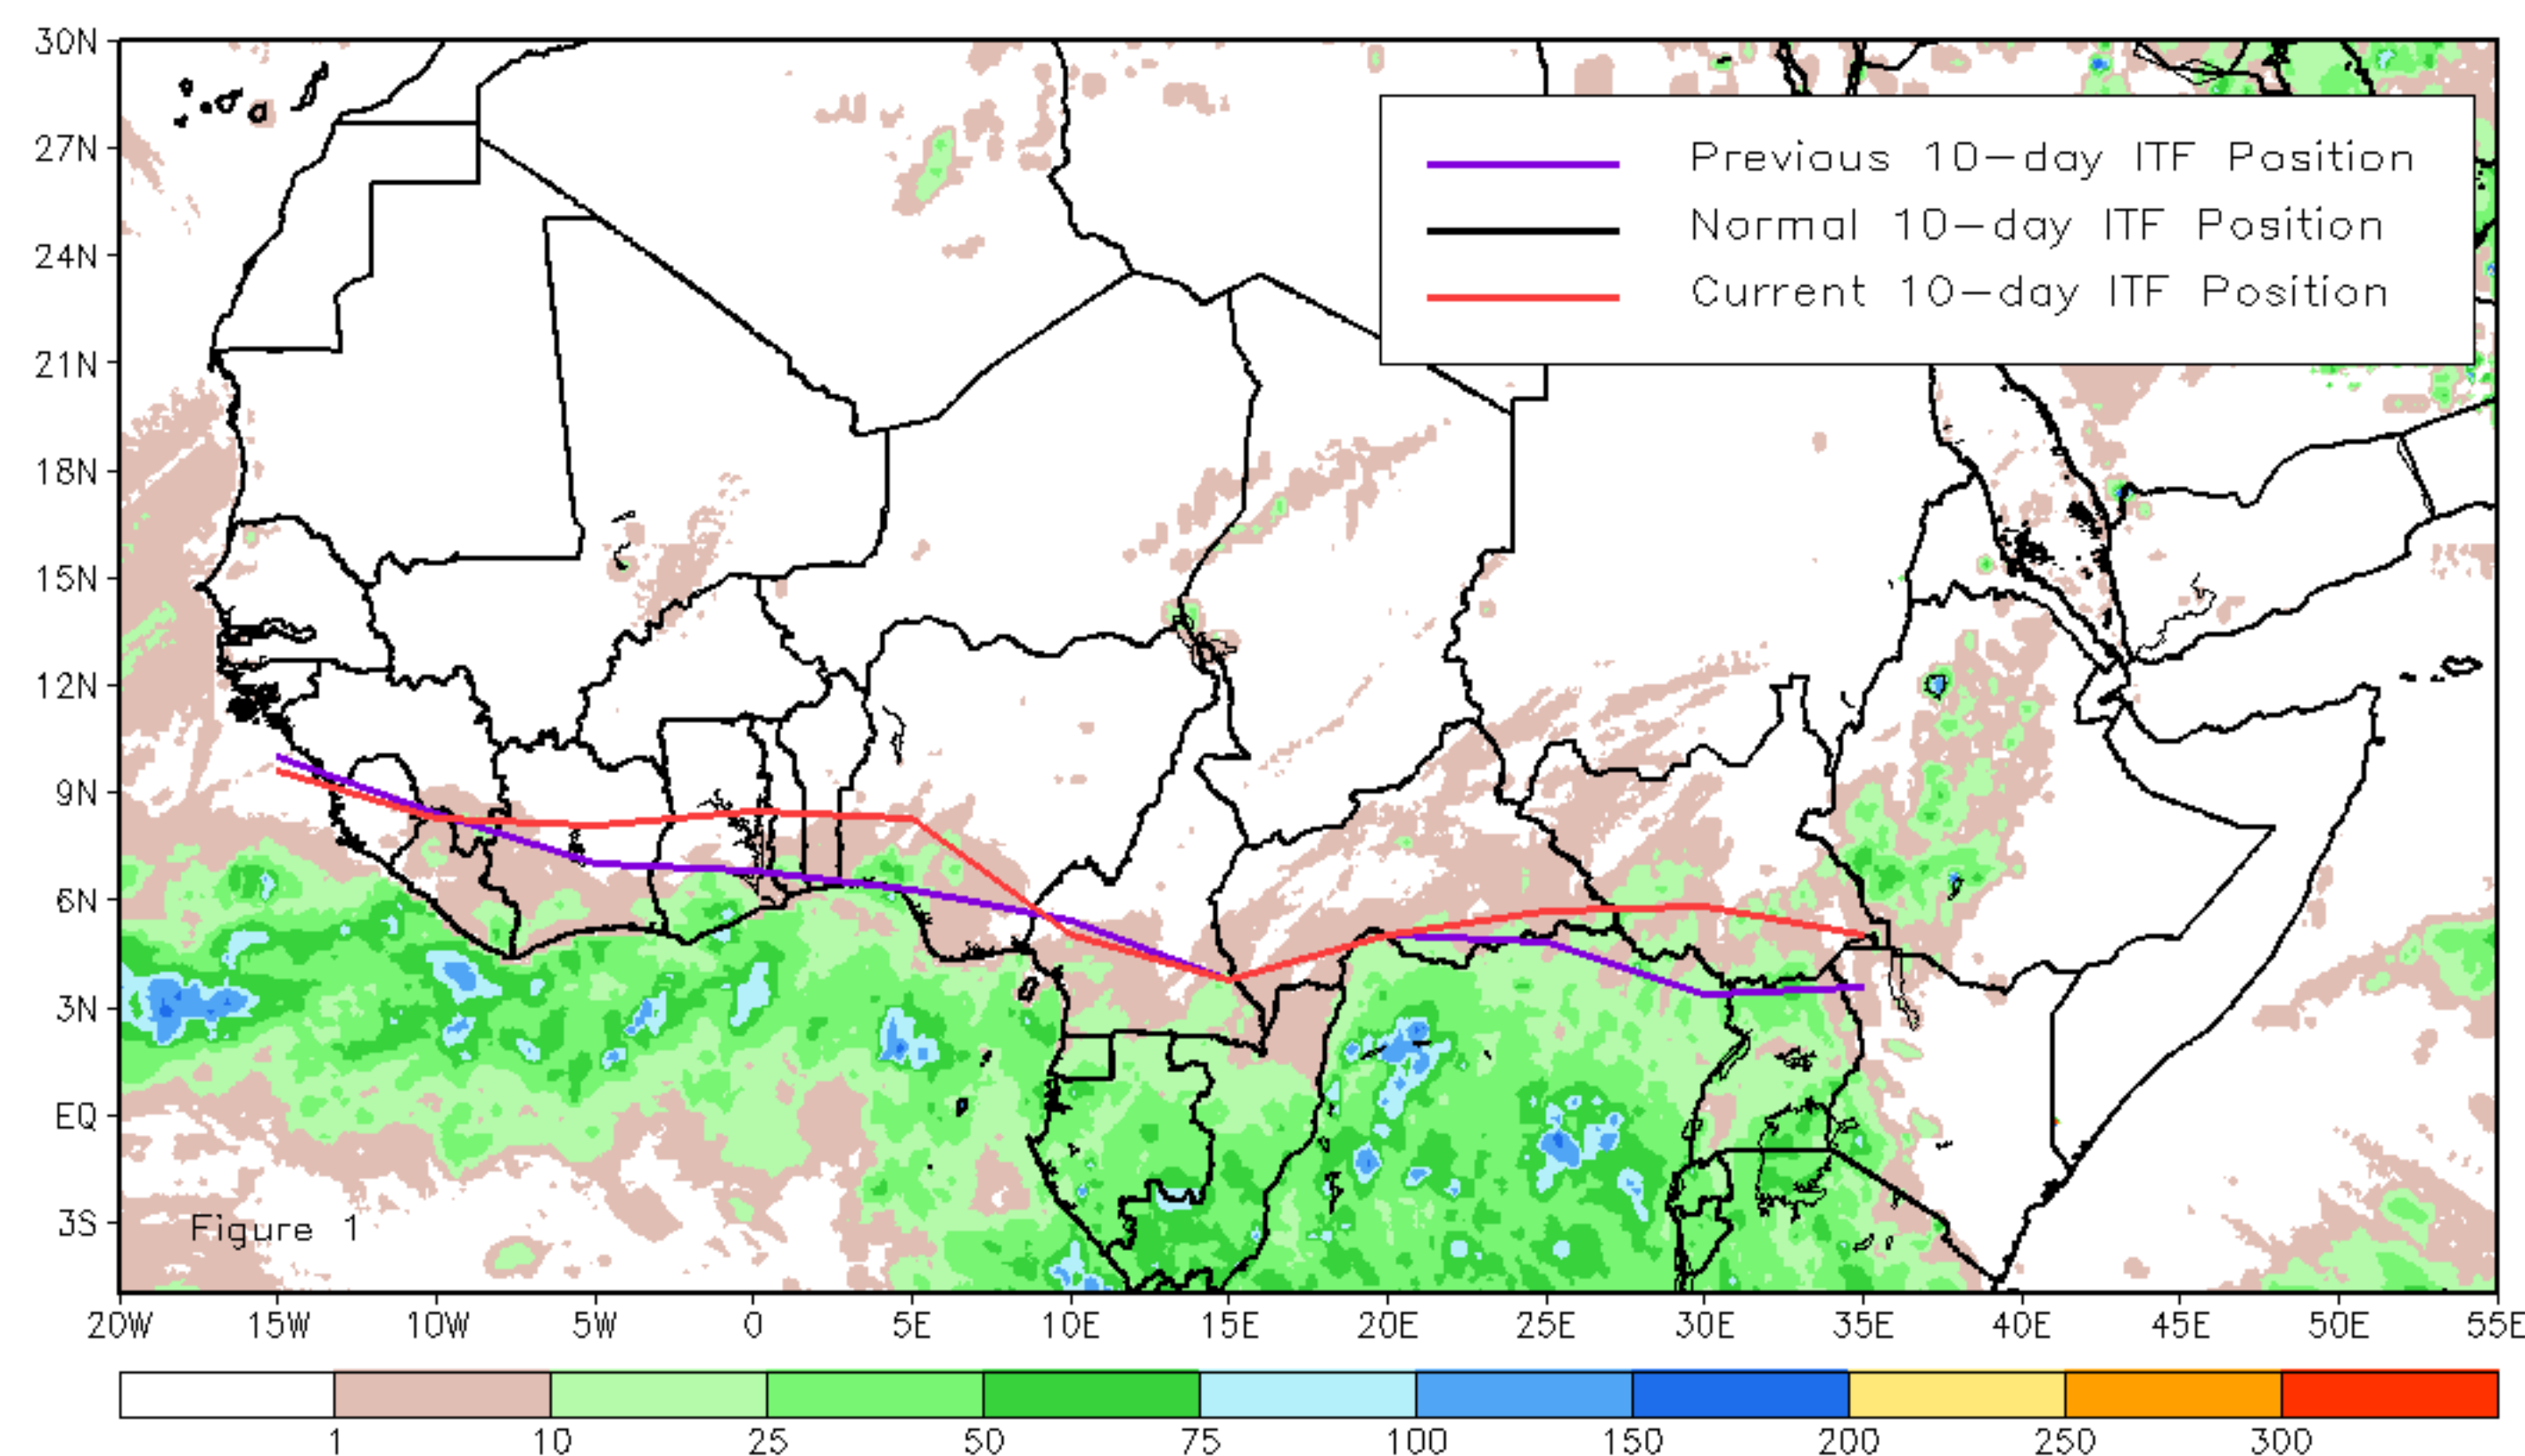 30N
27N
24N
21N
18N
15N
12N
9N
6N
3N
EQ
3S
Previous 10-day ITF Position
Normal 10-day ITF Position
Current 10-day ITF Position
Figure 1
20W 15W 10W 5W 0 5E 10E 15E 20E 25E 30E 35E 40E 45E 50E 55E
1 10 25 50 75 100 150 200 250 300